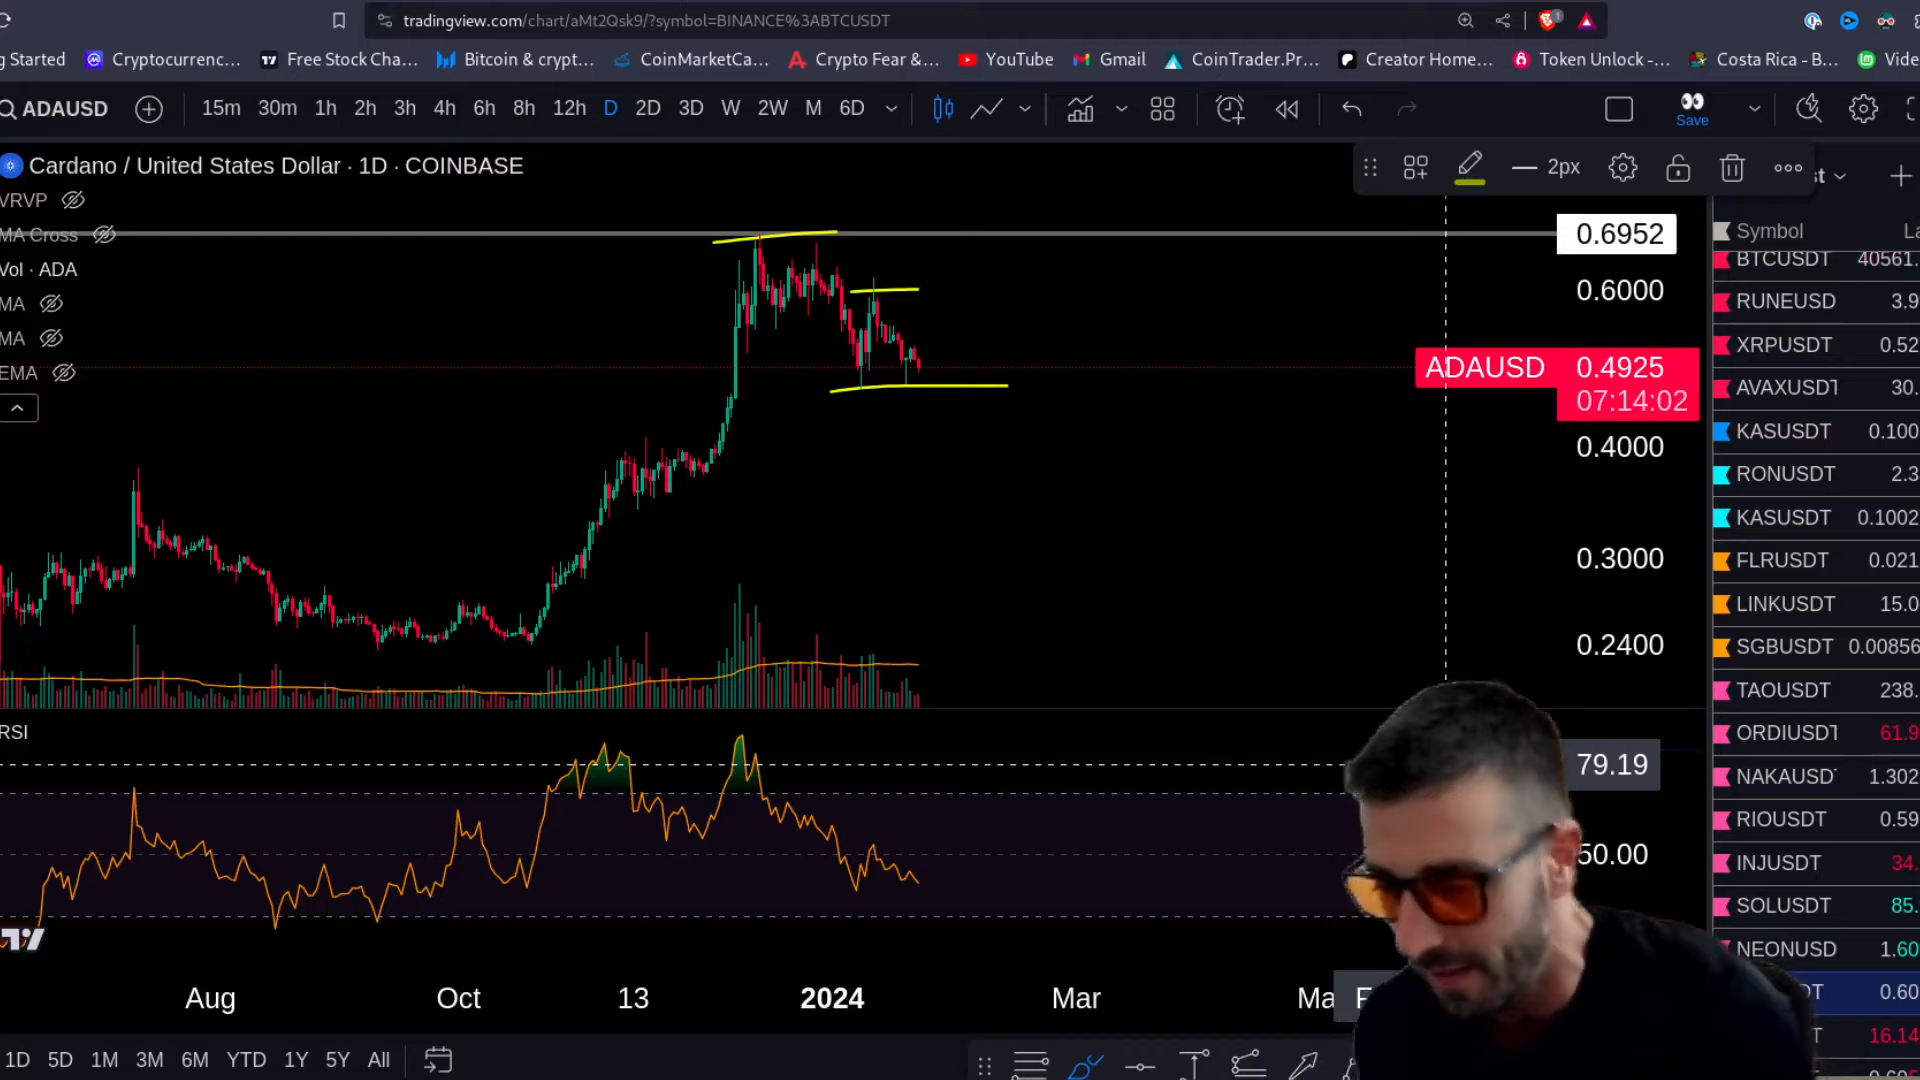 tradingview.com/chart/aMt2Qsk9/?symbol=BINANCE%3ABTCUSDT
g Started Cryptocurrenc... Free Stock Cha... Bitcoin & crypt... CoinMarketCa... Crypto Fear &... YouTube Gmail CoinTrader.Pr... Creator Home... Token Unlock -... Costa Rica - B... Vide
ADAUSD 15m 30m 1h 2h 3h 4h 6h 8h 12h D 2D 3D W 2W M 6D Save
Cardano / United States Dollar · 1D · COINBASE
2px
st
VRVP
MA Cross
Vol · ADA
MA
MA
EMA
0.6952
0.6000
ADAUSD 0.4925
07:14:02
0.4000
0.3000
0.2400
RSI
79.19
50.00
Aug Oct 13 2024 Mar Ma F
1D 5D 1M 3M 6M YTD 1Y 5Y All
Symbol La
BTCUSDT 40561.
RUNEUSD 3.9
XRPUSDT 0.52
AVAXUSDT 30.
KASUSDT 0.100
RONUSDT 2.3
KASUSDT 0.1002
FLRUSDT 0.021
LINKUSDT 15.0
SGBUSDT 0.00856
TAOUSDT 238.
ORDIUSDT 61.9
NAKAUSD 1.302
RIOUSDT 0.59
INJUSDT 34.
SOLUSDT 85.
NEONUSD 1.60
T 0.60
T 16.14